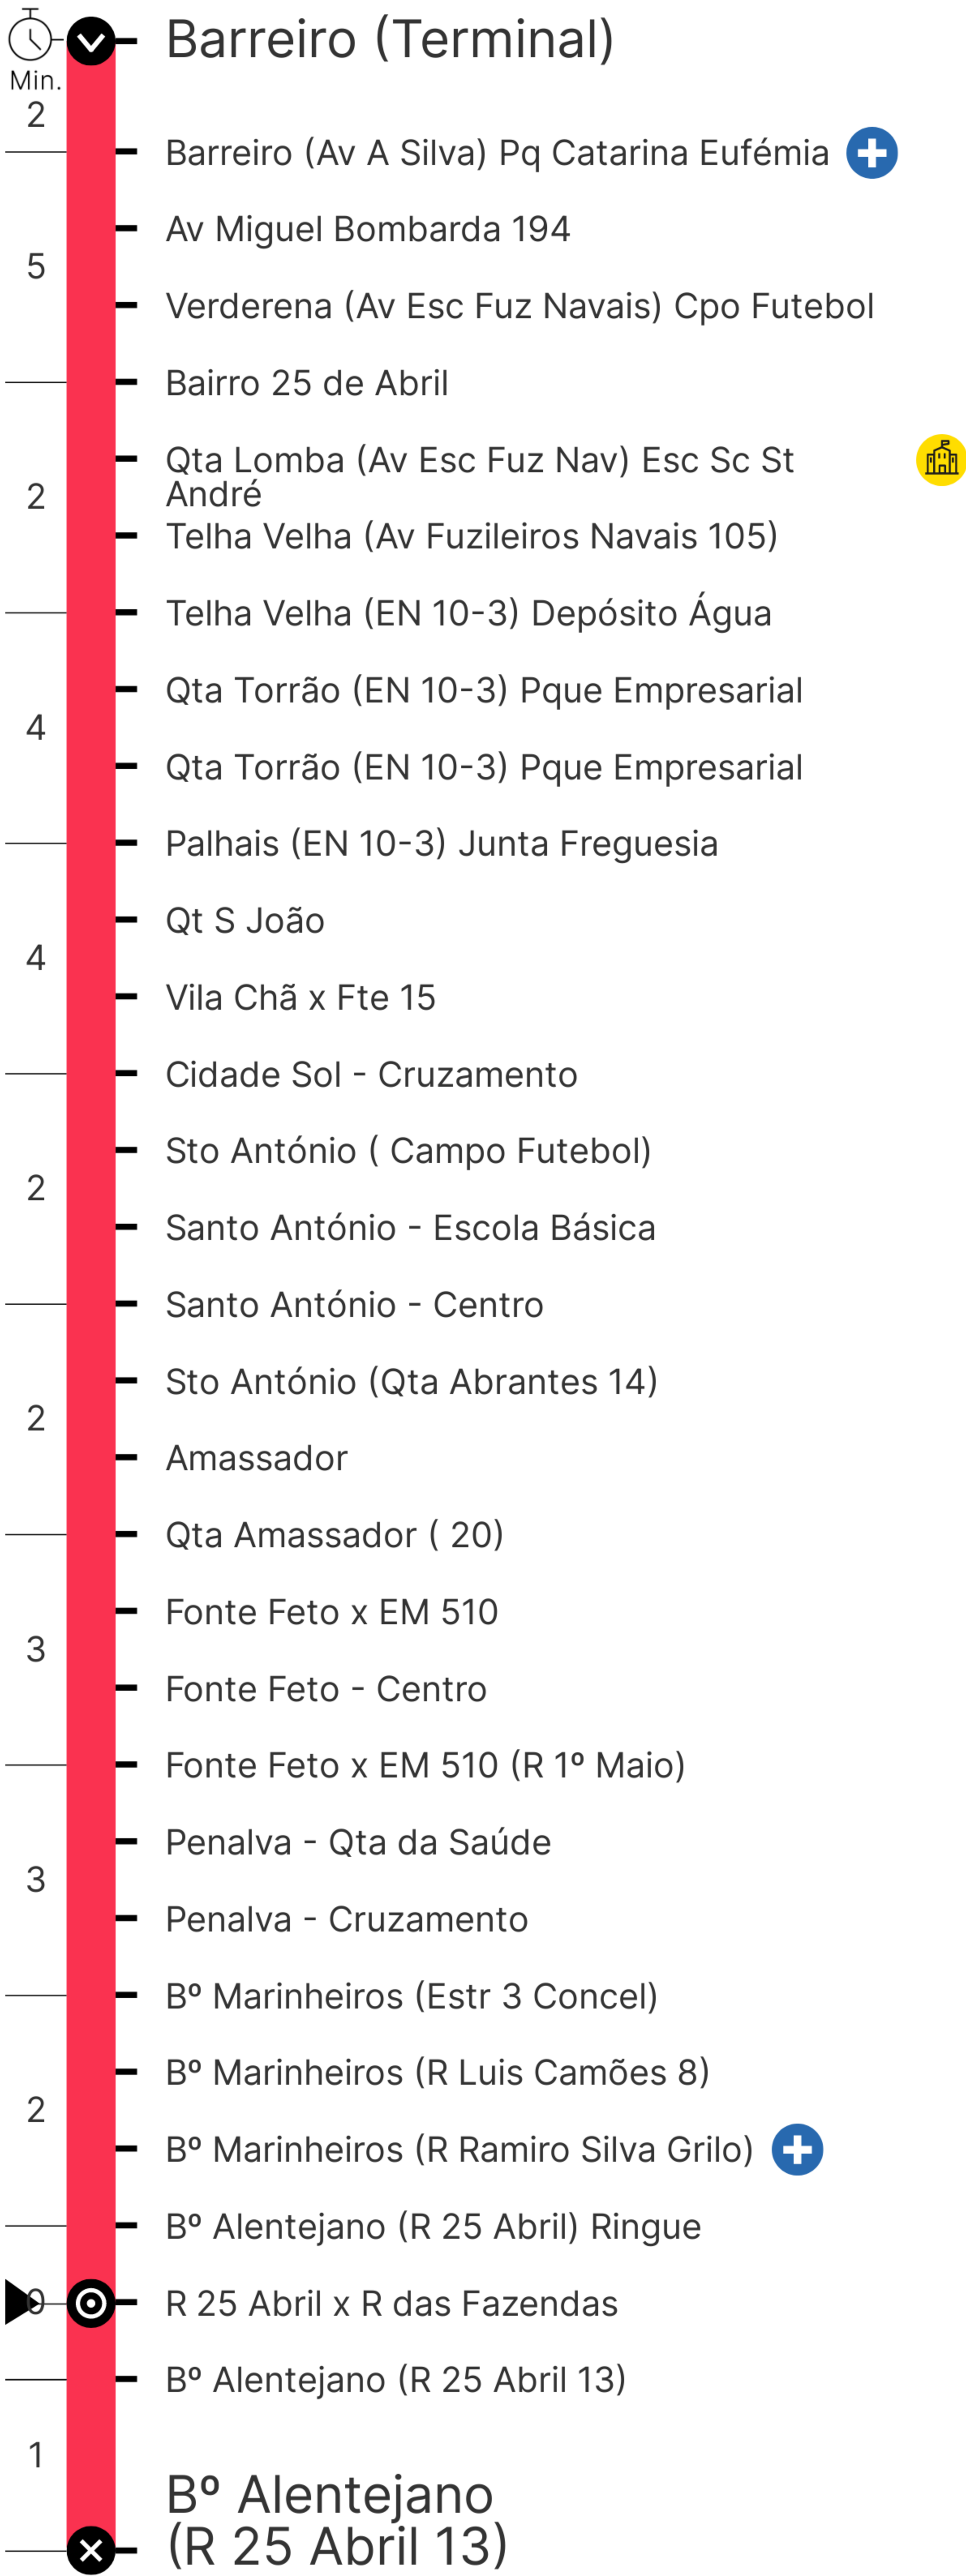 Barreiro (Terminal)
Min.
2
Barreiro (Av A Silva) Pq Catarina Eufémia
Av Miguel Bombarda 194
5
Verderena (Av Esc Fuz Navais) Cpo Futebol
Bairro 25 de Abril
Qta Lomba (Av Esc Fuz Nav) Esc Sc St
André
2
Telha Velha (Av Fuzileiros Navais 105)
Telha Velha (EN 10-3) Depósito Água
Qta Torrão (EN 10-3) Pque Empresarial
4
Qta Torrão (EN 10-3) Pque Empresarial
Palhais (EN 10-3) Junta Freguesia
Qt S João
4
Vila Chã x Fte 15
Cidade Sol - Cruzamento
Sto António ( Campo Futebol)
2
Santo António - Escola Básica
Santo António - Centro
Sto António (Qta Abrantes 14)
2
Amassador
Qta Amassador ( 20)
Fonte Feto x EM 510
3
Fonte Feto - Centro
Fonte Feto x EM 510 (R 1º Maio)
Penalva - Qta da Saúde
3
Penalva - Cruzamento
Bº Marinheiros (Estr 3 Concel)
Bº Marinheiros (R Luis Camões 8)
2
Bº Marinheiros (R Ramiro Silva Grilo)
Bº Alentejano (R 25 Abril) Ringue
0
R 25 Abril x R das Fazendas
Bº Alentejano (R 25 Abril 13)
1
Bº Alentejano
(R 25 Abril 13)